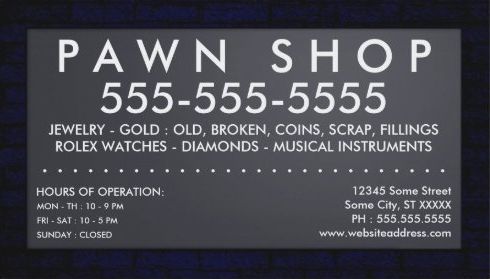 PAWN SHOP
555-555-5555
JEWELRY - GOLD : OLD, BROKEN, COINS, SCRAP, FILLINGS
ROLEX WATCHES - DIAMONDS - MUSICAL INSTRUMENTS
HOURS OF OPERATION:
MON - TH : 10 - 9 PM
FRI - SAT : 10 - 5 PM
SUNDAY : CLOSED
12345 Some Street
Some City, ST XXXXX
PH : 555.555.5555
www.websiteaddress.com